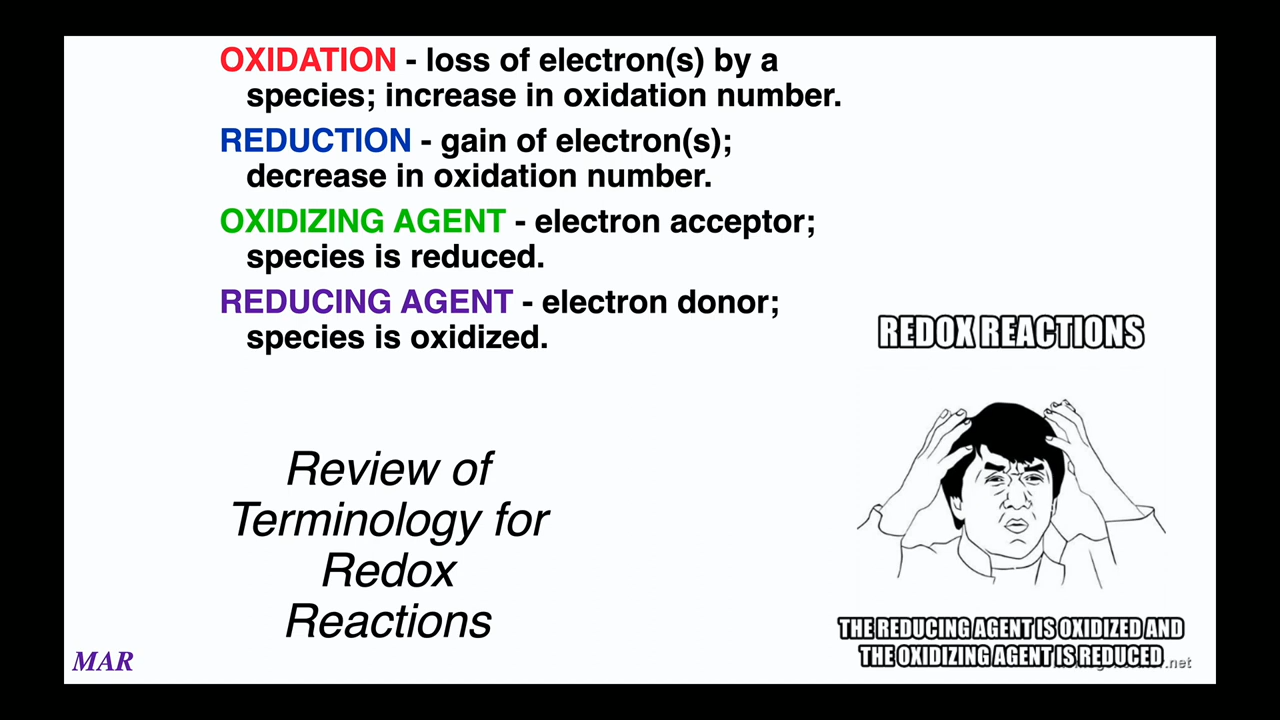 OXIDATION - loss of electron(s) by a
species; increase in oxidation number.
REDUCTION - gain of electron(s);
decrease in oxidation number.
OXIDIZING AGENT - electron acceptor;
species is reduced.
REDUCING AGENT - electron donor;
species is oxidized.
REDOX REACTIONS
Review of
Terminology for
Redox
Reactions
THE REDUCING AGENT IS OXIDIZED AND
THE OXIDIZING AGENT IS REDUCED
MAR